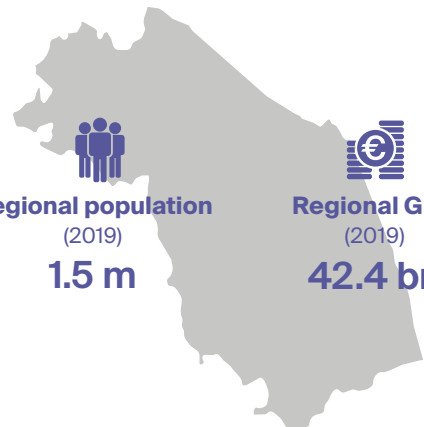 egional population
(2019)
1.5 m
€
Regional G
(2019)
42.4 b